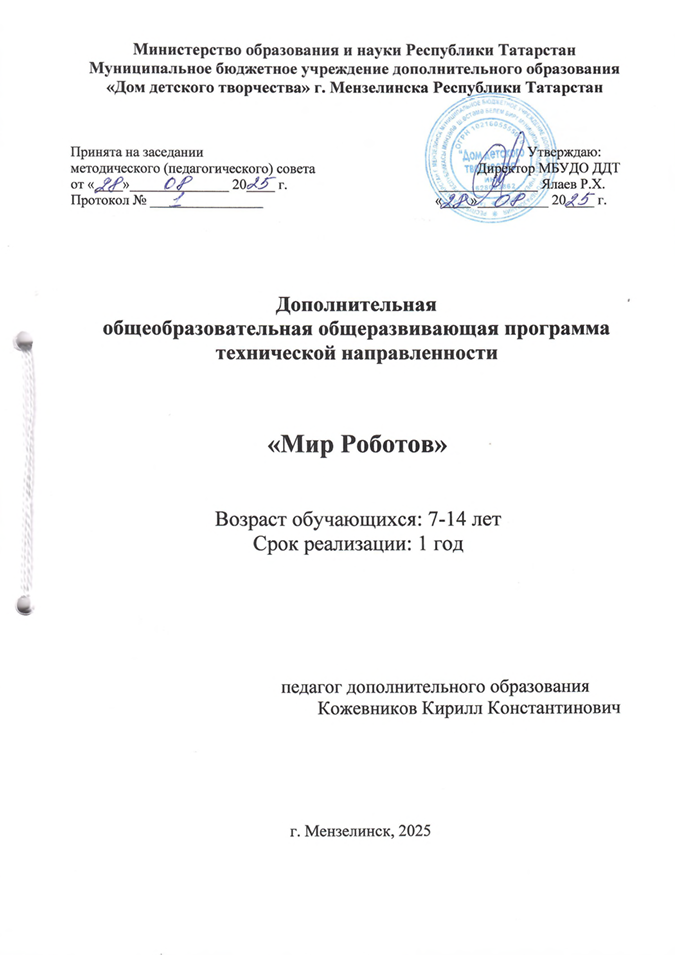 Министерство образования и науки Республики Татарстан
Муниципальное бюджетное учреждение дополнительного образования
«Дом детского творчества» г. Мензелинска Республики Татарстан
Принята на заседании
методического (педагогического) совета
от «28» 08 2025 г.
Протокол № 1
Утверждаю:
Директор МБУДО ДДТ
Ялаев Р.Х.
«28» 08 2025 г.
"Дом детского
творчества"
Дополнительная
общеобразовательная общеразвивающая программа
технической направленности
«Мир Роботов»
Возраст обучающихся: 7-14 лет
Срок реализации: 1 год
педагог дополнительного образования
Кожевников Кирилл Константинович
г. Мензелинск, 2025